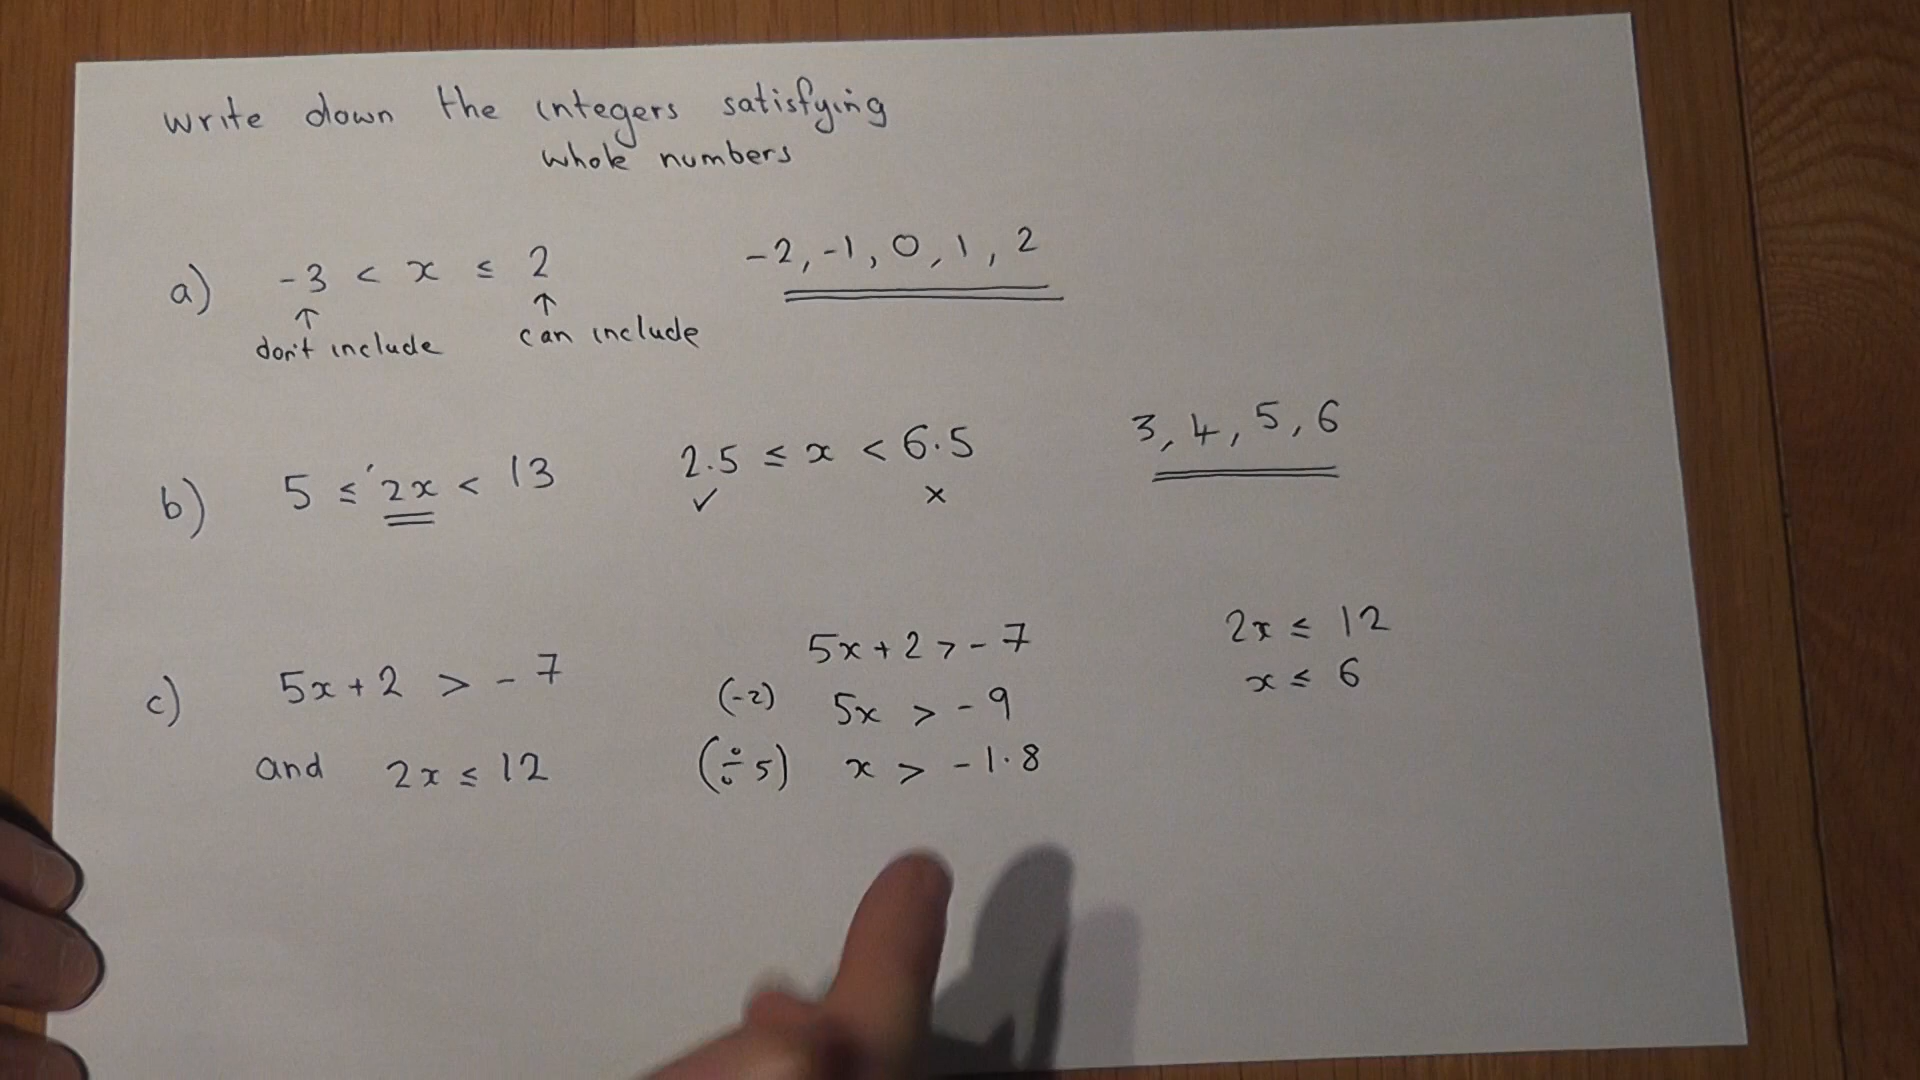 write down the integers satisfying
whole numbers
a) -3 < x ≤ 2 -2, -1, 0, 1, 2
↑ ↑
don't include can include
b) 5 ≤ 2x < 13 2.5 ≤ x < 6.5 3, 4, 5, 6
✓ x
c) 5x + 2 > -7 5x + 2 > -7 2x ≤ 12
(-2) 5x > -9 x ≤ 6
and 2x ≤ 12 (÷5) x > -1.8